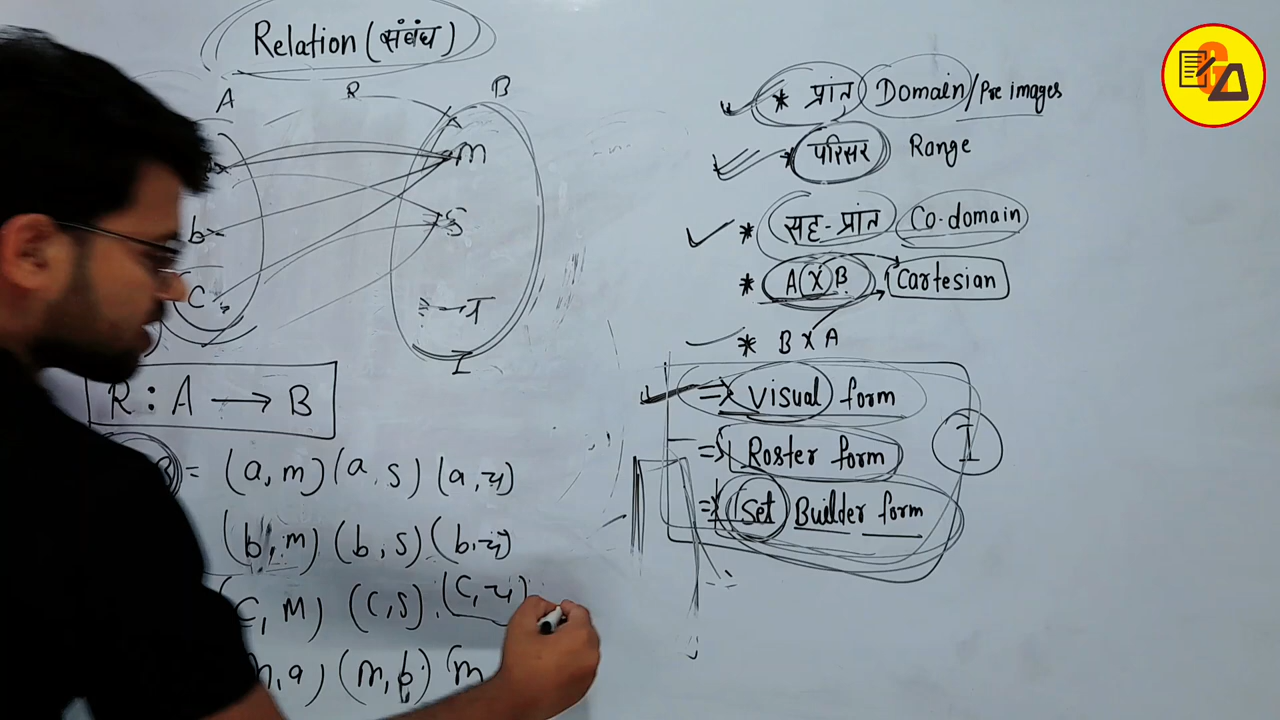 Relation (संबंध)
A R B
m
b
S
C
T
I
R : A → B
= (a, m) (a, s) (a, य)
(b, m) (b, s) (b, य)
C, M) (C, S) (C, य)
, a) (m, b) (m
* प्रांत Domain/Pre images
* परिसर Range
* सह-प्रांत Co-domain
* A X B Cartesian
* B X A
⇒ Visual form
⇒ Roster form I
⇒ Set Builder form